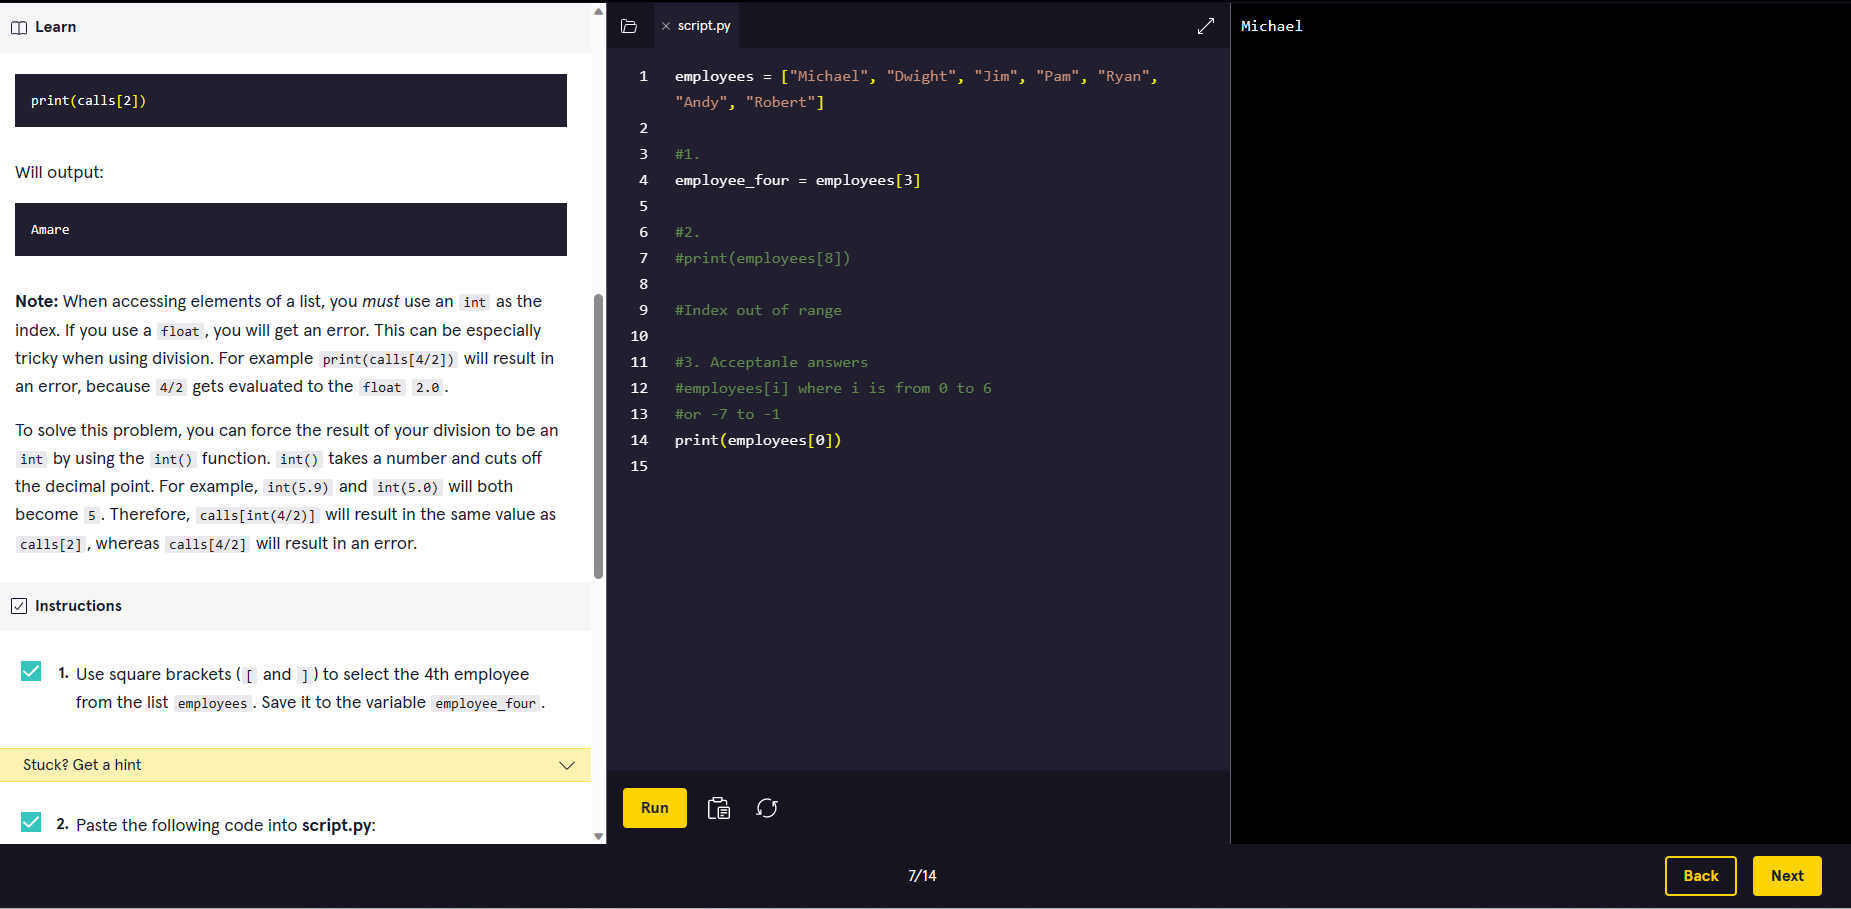 Learn
print(calls[2])
Will output:
Amare
Note: When accessing elements of a list, you must use an int as the
index. If you use a float, you will get an error. This can be especially
tricky when using division. For example print(calls[4/2]) will result in
an error, because 4/2 gets evaluated to the float 2.0.
To solve this problem, you can force the result of your division to be an
int by using the int() function. int() takes a number and cuts off
the decimal point. For example, int(5.9) and int(5.0) will both
become 5. Therefore, calls[int(4/2)] will result in the same value as
calls[2], whereas calls[4/2] will result in an error.
Instructions
1. Use square brackets ([ and ]) to select the 4th employee
from the list employees. Save it to the variable employee_four.
Stuck? Get a hint
2. Paste the following code into script.py:
script.py
1 employees = ["Michael", "Dwight", "Jim", "Pam", "Ryan",
"Andy", "Robert"]
2
3 #1.
4 employee_four = employees[3]
5
6 #2.
7 #print(employees[8])
8
9 #Index out of range
10
11 #3. Acceptanle answers
12 #employees[i] where i is from 0 to 6
13 #or -7 to -1
14 print(employees[0])
15
Run
Michael
7/14
Back
Next